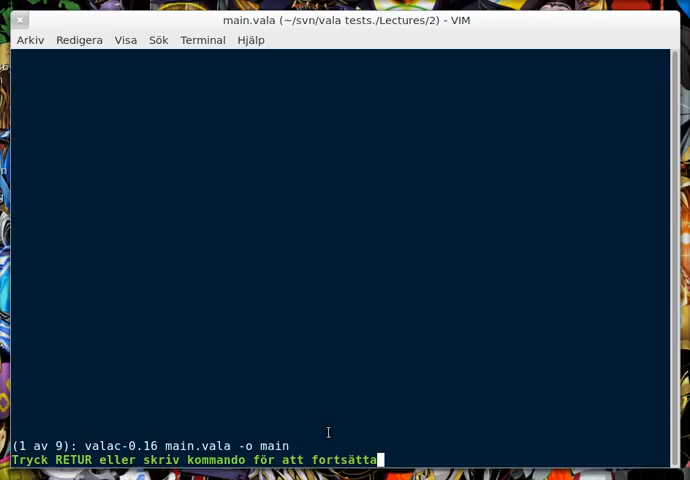 main.vala (~/svn/vala tests./Lectures/2) - VIM
Arkiv Redigera Visa Sök Terminal Hjälp
(1 av 9): valac-0.16 main.vala -o main
Tryck RETUR eller skriv kommando för att fortsätta